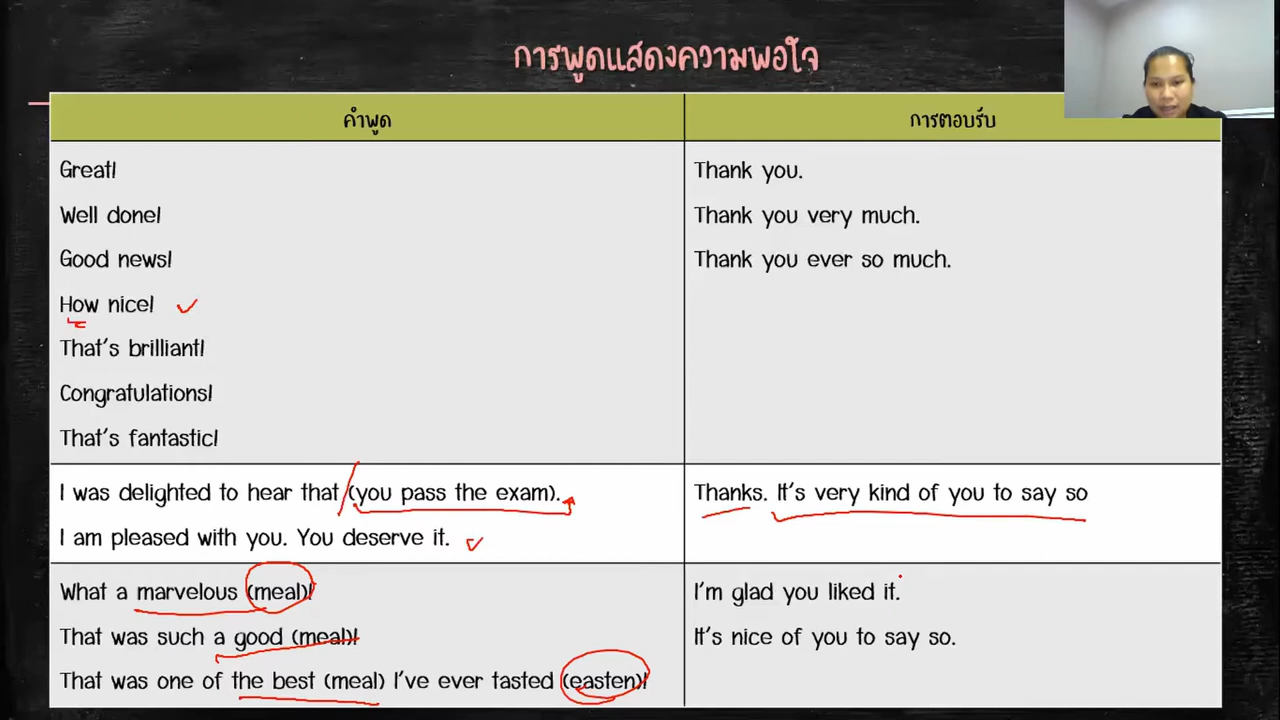 การพูดแสดงความพอใจ
คำพูด
การตอบรับ
Great!
Well done!
Good news!
How nice!
That's brilliant!
Congratulations!
That's fantastic!
Thank you.
Thank you very much.
Thank you ever so much.
I was delighted to hear that (you pass the exam).
I am pleased with you. You deserve it.
Thanks. It's very kind of you to say so
What a marvelous (meal)!
That was such a good (meal)!
That was one of the best (meal) I've ever tasted (easten)!
I'm glad you liked it.
It's nice of you to say so.